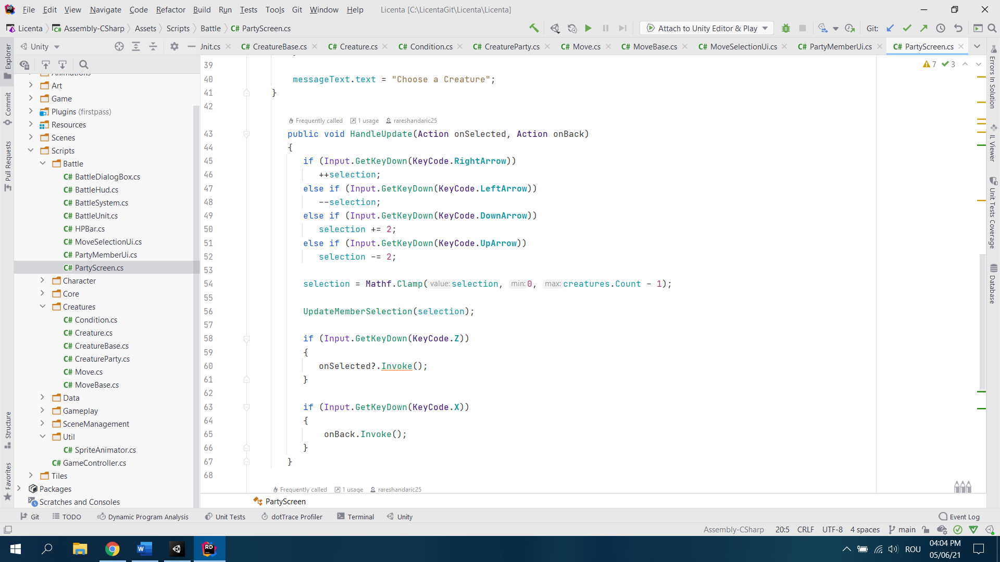 File Edit View Navigate Code Refactor Build Run Tests Tools Git Window Help Licenta [C:\LicentaGit\Licenta\Licenta]
Licenta Assembly-CSharp Assets Scripts Battle C# PartyScreen.cs Attach to Unity Editor & Play Git:
Unity Unit.cs C# CreatureBase.cs C# Creature.cs C# Condition.cs C# CreatureParty.cs C# Move.cs C# MoveBase.cs C# MoveSelectionUi.cs C# PartyMemberUi.cs C# PartyScreen.cs
Explorer
Commit
Pull Requests
Structure
Favorites
Animations
Art
Game
Plugins (firstpass)
Resources
Scenes
Scripts
Battle
C# BattleDialogBox.cs
C# BattleHud.cs
C# BattleSystem.cs
C# BattleUnit.cs
C# HPBar.cs
C# MoveSelectionUi.cs
C# PartyMemberUi.cs
C# PartyScreen.cs
Character
Core
Creatures
C# Condition.cs
C# Creature.cs
C# CreatureBase.cs
C# CreatureParty.cs
C# Move.cs
C# MoveBase.cs
Data
Gameplay
SceneManagement
Util
C# SpriteAnimator.cs
C# GameController.cs
Tiles
Packages
Scratches and Consoles
7 3
39
40 messageText.text = "Choose a Creature";
41 }
42
Frequently called 1 usage rareshandaric25
43 public void HandleUpdate(Action onSelected, Action onBack)
44 {
45 if (Input.GetKeyDown(KeyCode.RightArrow))
46 ++selection;
47 else if (Input.GetKeyDown(KeyCode.LeftArrow))
48 --selection;
49 else if (Input.GetKeyDown(KeyCode.DownArrow))
50 selection += 2;
51 else if (Input.GetKeyDown(KeyCode.UpArrow))
52 selection -= 2;
53
54 selection = Mathf.Clamp(value: selection, min: 0, max: creatures.Count - 1);
55
56 UpdateMemberSelection(selection);
57
58 if (Input.GetKeyDown(KeyCode.Z))
59 {
60 onSelected?.Invoke();
61 }
62
63 if (Input.GetKeyDown(KeyCode.X))
64 {
65 onBack.Invoke();
66 }
67 }
68
Frequently called 1 usage rareshandaric25
PartyScreen
Errors In Solution
IL Viewer
Unit Tests Coverage
Database
Git TODO Dynamic Program Analysis Unit Tests dotTrace Profiler Terminal Unity Event Log
Assembly-CSharp 20:5 CRLF UTF-8 4 spaces main
W RD ROU 04:04 PM
05/06/21